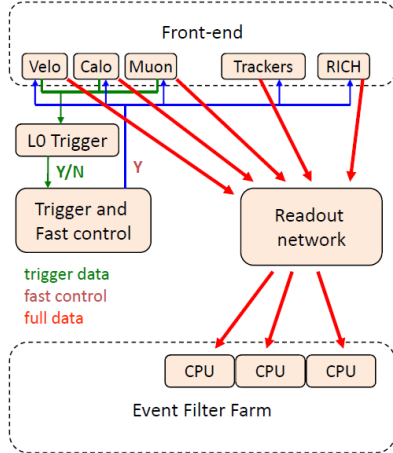 Front-end
Velo Calo Muon Trackers RICH
L0 Trigger
Y/N Y
Trigger and
Fast control
Readout
network
trigger data
fast control
full data
CPU CPU CPU
Event Filter Farm